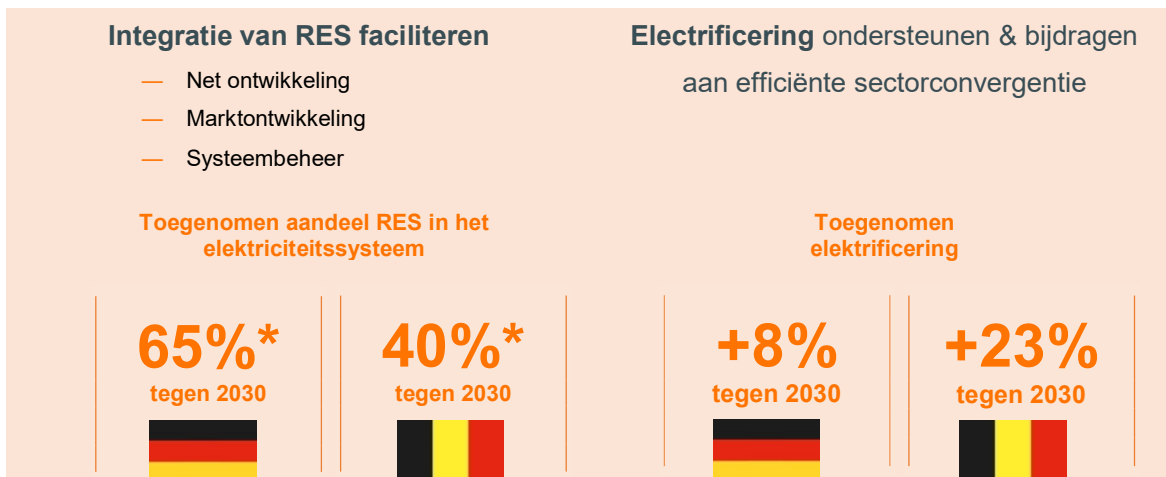 Integratie van RES faciliteren
— Net ontwikkeling
— Marktontwikkeling
— Systeembeheer
Toegenomen aandeel RES in het
elektriciteitssysteem
65%*
tegen 2030
40%*
tegen 2030
Electrificering ondersteunen & bijdragen
aan efficiënte sectorconvergentie
Toegenomen
elektrificering
+8%
tegen 2030
+23%
tegen 2030